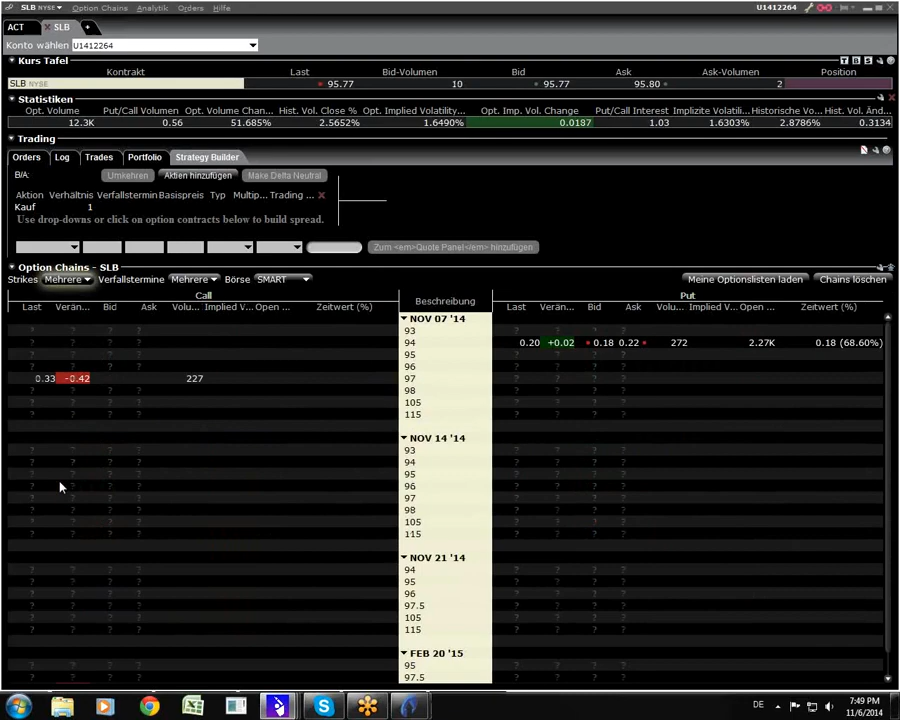 SLB NYSE Option Chains Analytik Orders Hilfe U1412264
ACT SLB +
Konto wählen U1412264
Kurs Tafel T B S
Kontrakt Last Bid-Volumen Bid Ask Ask-Volumen Position
SLB NYSE 95.77 10 95.77 95.80 2
Statistiken
Opt. Volume Put/Call Volumen Opt. Volume Chan... Hist. Vol. Close % Opt. Implied Volatility... Opt. Imp. Vol. Change Put/Call Interest Implizite Volatili... Historische Vo... Hist. Vol. Änd...
12.3K 0.56 51.685% 2.5652% 1.6490% 0.0187 1.03 1.6303% 2.8786% 0.3134
Trading
Orders Log Trades Portfolio Strategy Builder
B/A: Umkehren Aktien hinzufügen Make Delta Neutral
Aktion Verhältnis Verfallstermin Basispreis Typ Multip... Trading ...
Kauf 1
Use drop-downs or click on option contracts below to build spread.
Zum <em>Quote Panel</em> hinzufügen
Option Chains - SLB
Strikes Mehrere Verfallstermine Mehrere Börse SMART Meine Optionslisten laden Chains löschen
Call Beschreibung Put
Last Verän... Bid Ask Volu... Implied V... Open ... Zeitwert (%) Last Verän... Bid Ask Volu... Implied V... Open ... Zeitwert (%)
NOV 07 '14
? ? ? ? 93 ? ? ? ?
? ? ? ? 94 0.20 +0.02 0.18 0.22 272 2.27K 0.18 (68.60%)
? ? ? ? 95 ? ? ? ?
? ? ? ? 96 ? ? ? ?
0.33 -0.42 227 97 ? ? ? ?
? ? ? ? 98 ? ? ? ?
? ? ? ? 105 ? ? ? ?
? ? ? ? 115 ? ? ? ?
NOV 14 '14
? ? ? ? 93 ? ? ? ?
? ? ? ? 94 ? ? ? ?
? ? ? ? 95 ? ? ? ?
? ? ? ? 96 ? ? ? ?
? ? ? ? 97 ? ? ? ?
? ? ? ? 98 ? ? ? ?
? ? ? ? 105 ? ? ? ?
? ? ? ? 115 ? ? ? ?
NOV 21 '14
? ? ? ? 94 ? ? ? ?
? ? ? ? 95 ? ? ? ?
? ? ? ? 96 ? ? ? ?
? ? ? ? 97.5 ? ? ? ?
? ? ? ? 105 ? ? ? ?
? ? ? ? 115 ? ? ? ?
FEB 20 '15
? ? ? ? 95 ? ? ? ?
? ? ? ? 97.5 ? ? ? ?
DE 7:49 PM
11/6/2014